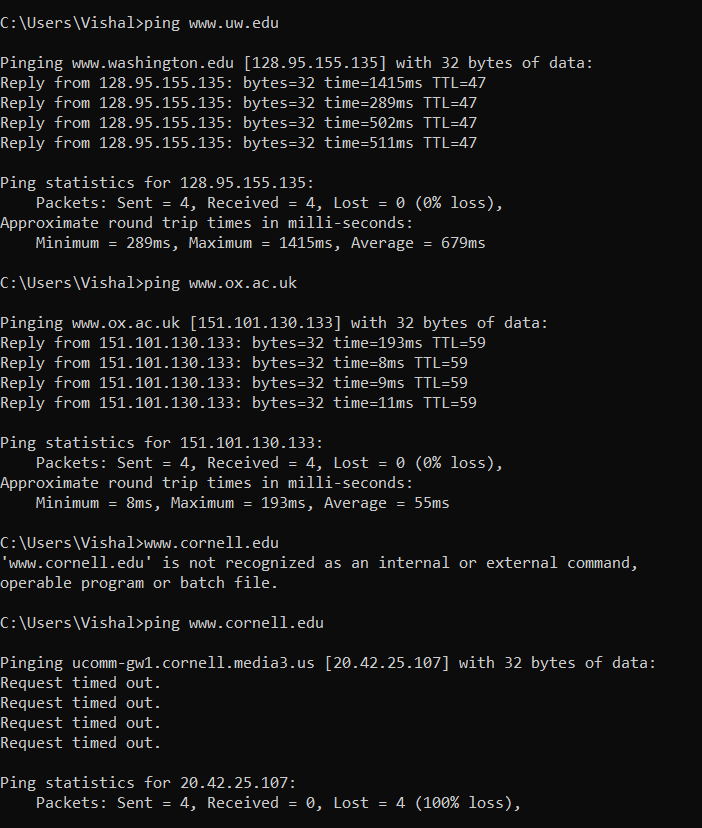 C:\Users\Vishal>ping www.uw.edu
Pinging www.washington.edu [128.95.155.135] with 32 bytes of data:
Reply from 128.95.155.135: bytes=32 time=1415ms TTL=47
Reply from 128.95.155.135: bytes=32 time=289ms TTL=47
Reply from 128.95.155.135: bytes=32 time=502ms TTL=47
Reply from 128.95.155.135: bytes=32 time=511ms TTL=47
Ping statistics for 128.95.155.135:
    Packets: Sent = 4, Received = 4, Lost = 0 (0% loss),
Approximate round trip times in milli-seconds:
    Minimum = 289ms, Maximum = 1415ms, Average = 679ms
C:\Users\Vishal>ping www.ox.ac.uk
Pinging www.ox.ac.uk [151.101.130.133] with 32 bytes of data:
Reply from 151.101.130.133: bytes=32 time=193ms TTL=59
Reply from 151.101.130.133: bytes=32 time=8ms TTL=59
Reply from 151.101.130.133: bytes=32 time=9ms TTL=59
Reply from 151.101.130.133: bytes=32 time=11ms TTL=59
Ping statistics for 151.101.130.133:
    Packets: Sent = 4, Received = 4, Lost = 0 (0% loss),
Approximate round trip times in milli-seconds:
    Minimum = 8ms, Maximum = 193ms, Average = 55ms
C:\Users\Vishal>www.cornell.edu
'www.cornell.edu' is not recognized as an internal or external command,
operable program or batch file.
C:\Users\Vishal>ping www.cornell.edu
Pinging ucomm-gw1.cornell.media3.us [20.42.25.107] with 32 bytes of data:
Request timed out.
Request timed out.
Request timed out.
Request timed out.
Ping statistics for 20.42.25.107:
    Packets: Sent = 4, Received = 0, Lost = 4 (100% loss),